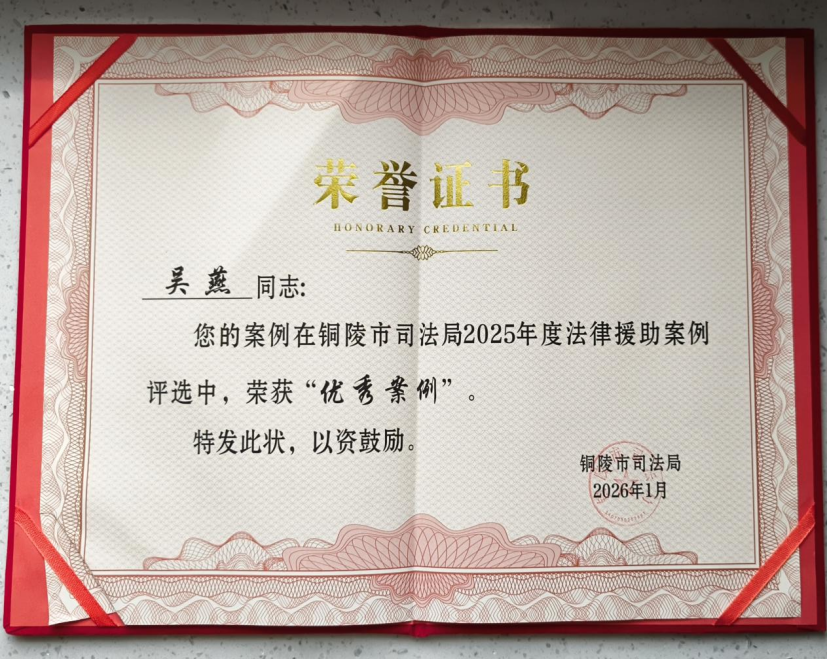 荣誉证书
HONORARY CREDENTIAL
吴燕 同志:
您的案例在铜陵市司法局2025年度法律援助案例
评选中，荣获“优秀案例”。
特发此状，以资鼓励。
铜陵市司法局
2026年1月